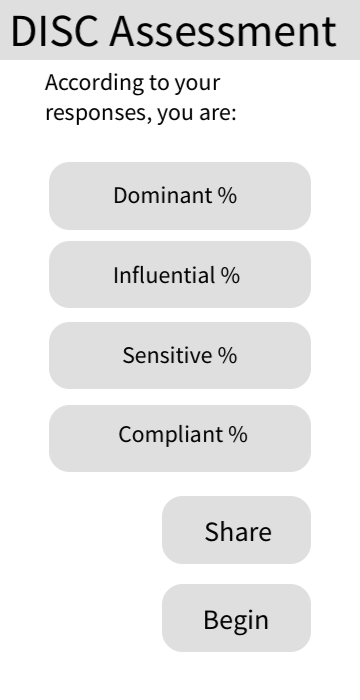 DISC Assessment
According to your
responses, you are:
Dominant %
Influential %
Sensitive %
Compliant %
Share
Begin